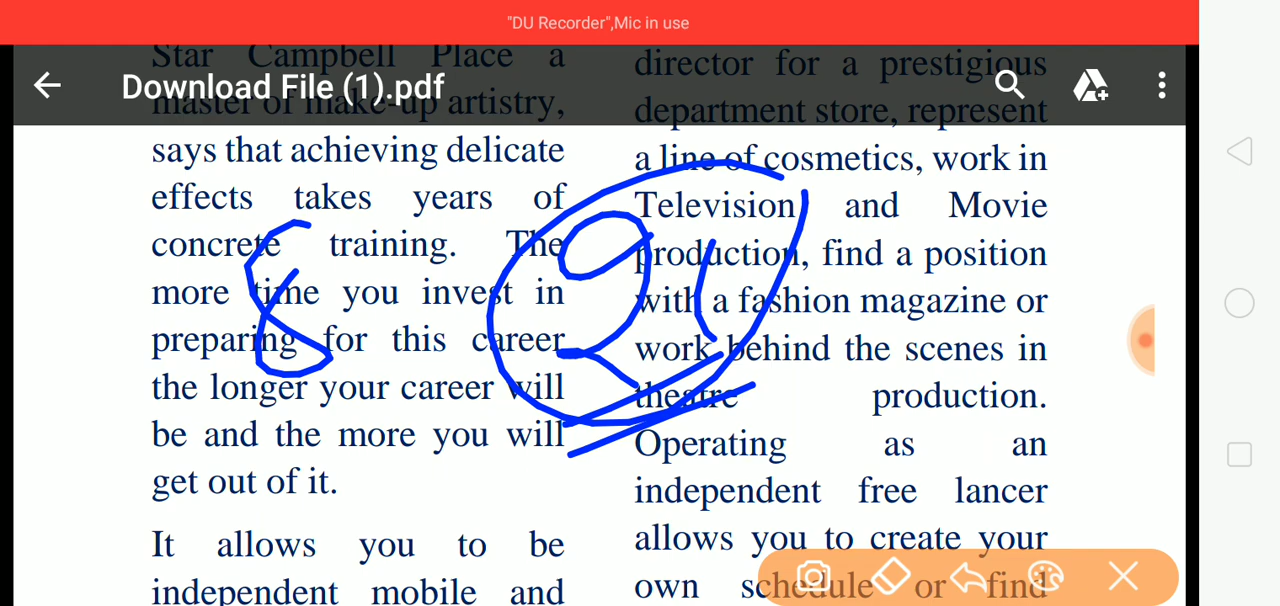 "DU Recorder",Mic in use
Download File (1).pdf
Star Campbell Place a
master of make-up artistry,
says that achieving delicate
effects takes years of
concrete training. The
more time you invest in
preparing for this career
the longer your career will
be and the more you will
get out of it.
It allows you to be
independent mobile and
director for a prestigious
department store, represent
a line of cosmetics, work in
Television and Movie
production, find a position
with a fashion magazine or
work behind the scenes in
theatre production.
Operating as an
independent free lancer
allows you to create your
own schedule or find
8